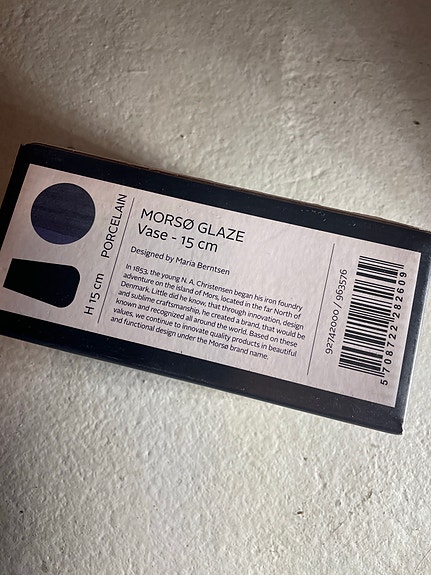 PORCELAIN
H 15 cm
MORSØ GLAZE
Vase - 15 cm
Designed by Maria Berntsen
In 1853, the young N. A. Christensen began his iron foundry
adventure on the island of Mors, located in the far North of
Denmark. Little did he know, that through innovation, design
and sublime craftsmanship, he created a brand, that would be
known and recognized all around the world. Based on these
values, we continue to innovate quality products in beautiful
and functional design under the Morsø brand name.
92742000 / 963576
5 708722 282609